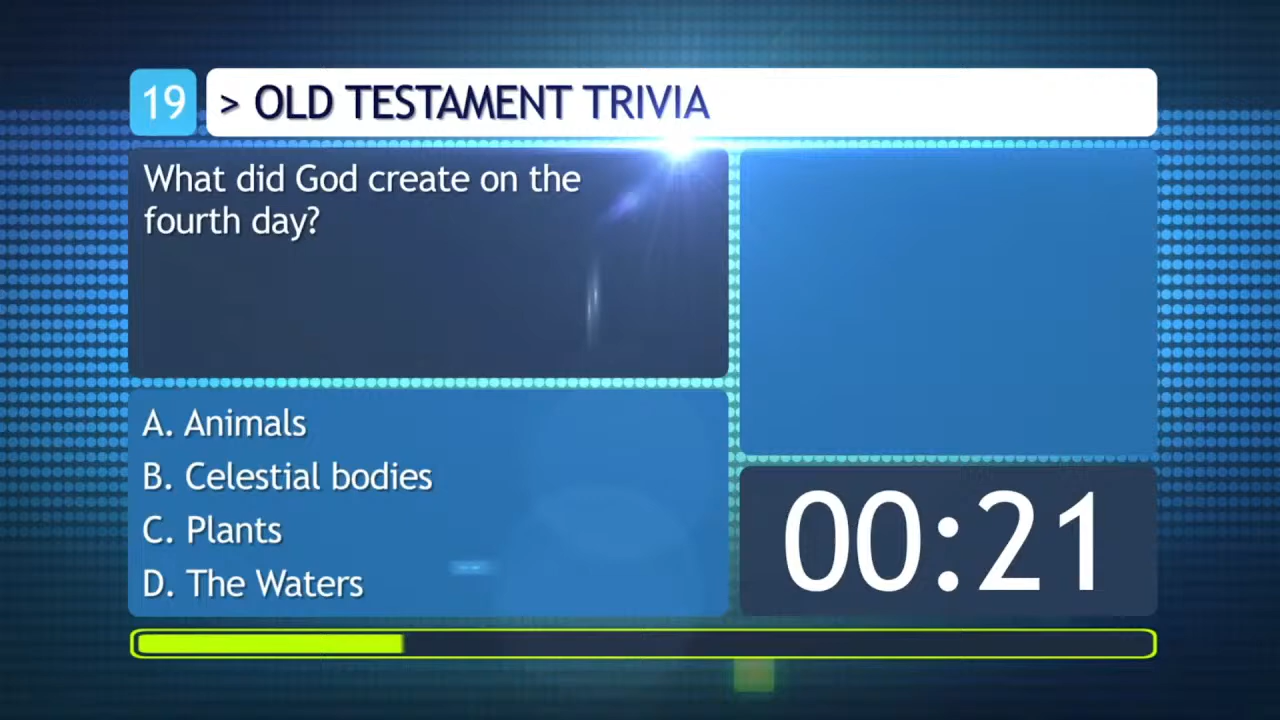 19 > OLD TESTAMENT TRIVIA
What did God create on the
fourth day?
A. Animals
B. Celestial bodies
C. Plants
D. The Waters
00:21